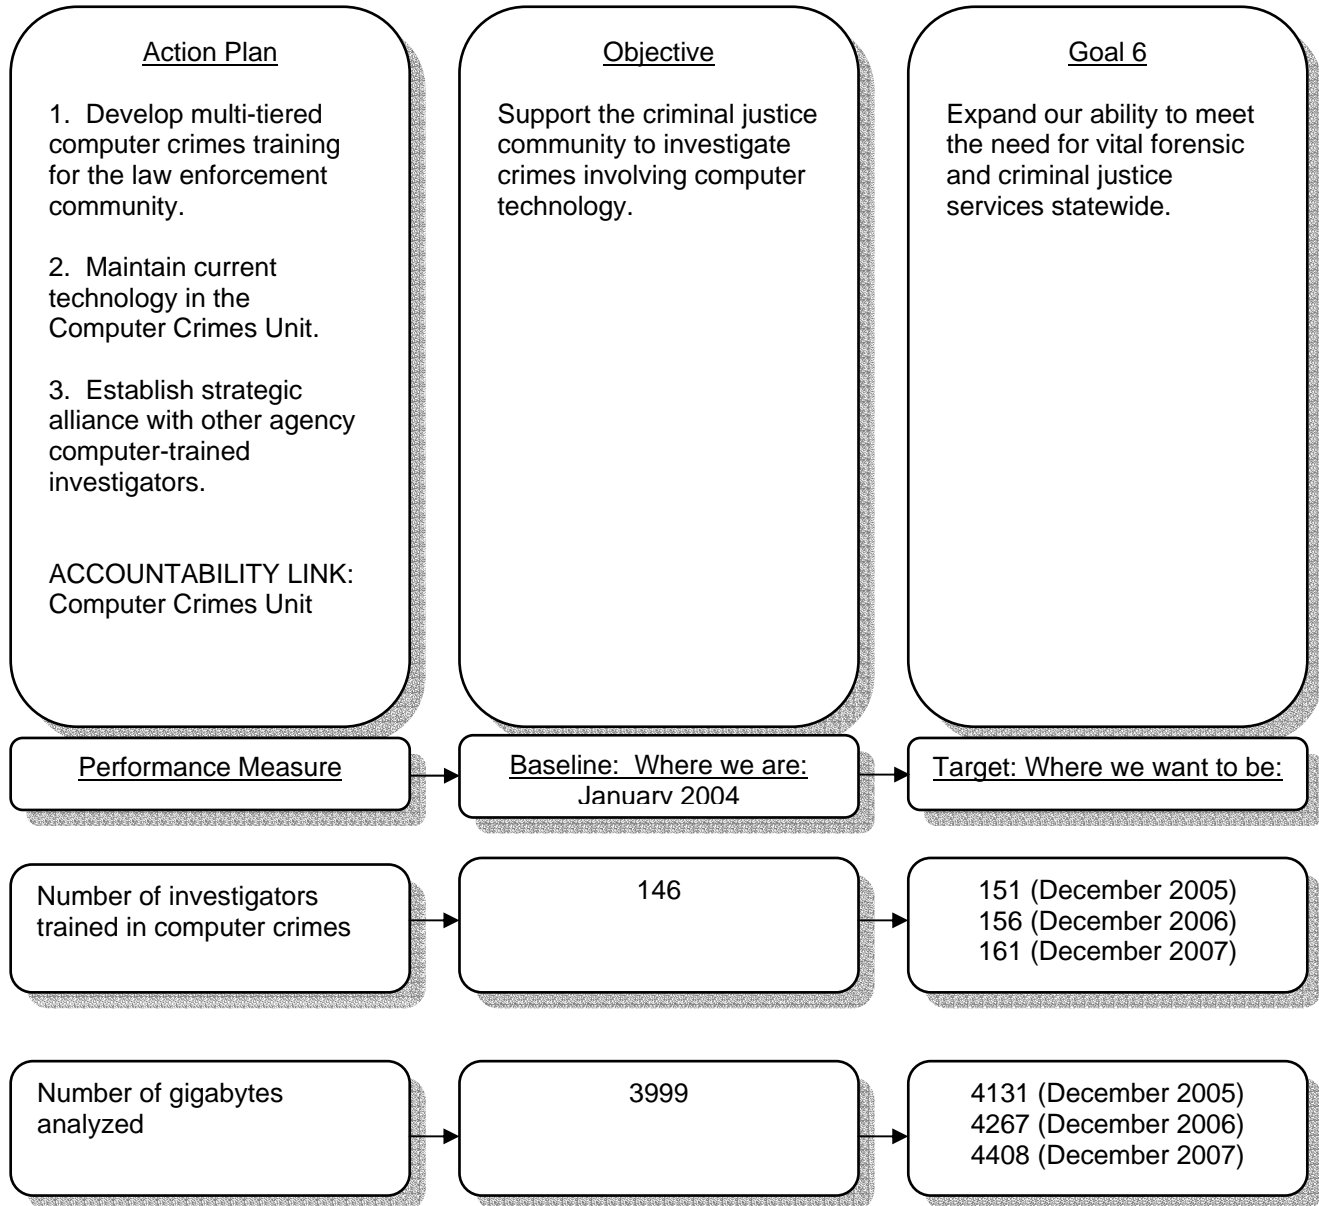 Action Plan
1. Develop multi-tiered
computer crimes training
for the law enforcement
community.
2. Maintain current
technology in the
Computer Crimes Unit.
3. Establish strategic
alliance with other agency
computer-trained
investigators.
ACCOUNTABILITY LINK:
Computer Crimes Unit
Objective
Support the criminal justice
community to investigate
crimes involving computer
technology.
Goal 6
Expand our ability to meet
the need for vital forensic
and criminal justice
services statewide.
Performance Measure
Baseline: Where we are:
January 2004
Target: Where we want to be:
Number of investigators
trained in computer crimes
146
151 (December 2005)
156 (December 2006)
161 (December 2007)
Number of gigabytes
analyzed
3999
4131 (December 2005)
4267 (December 2006)
4408 (December 2007)